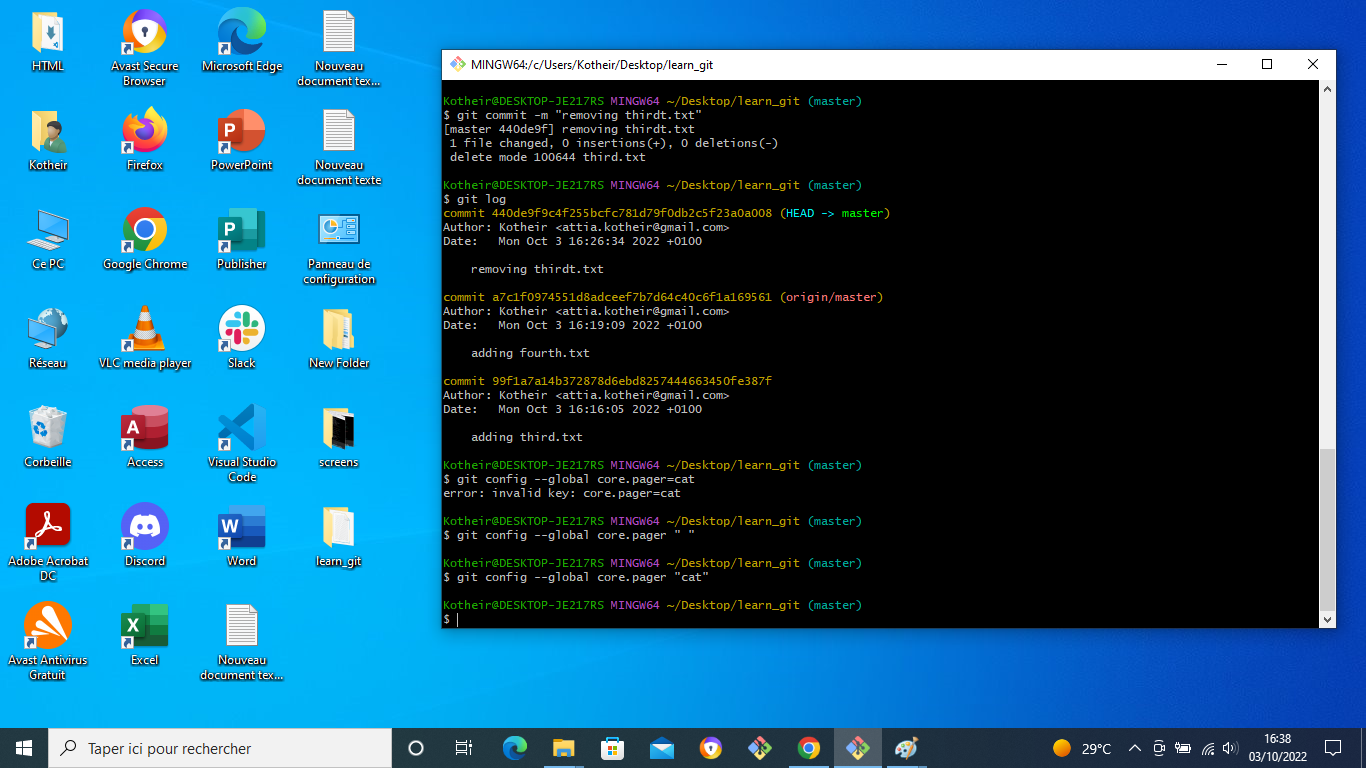 HTML
Avast Secure
Browser
Microsoft Edge
Nouveau
document tex...
Kotheir
Firefox
PowerPoint
Nouveau
document texte
Ce PC
Google Chrome
Publisher
Panneau de
configuration
Réseau
VLC media player
Slack
New Folder
Corbeille
Access
Visual Studio
Code
screens
Adobe Acrobat
DC
Discord
Word
learn_git
Avast Antivirus
Gratuit
Excel
Nouveau
document tex...
MINGW64:/c/Users/Kotheir/Desktop/learn_git
Kotheir@DESKTOP-JE217RS MINGW64 ~/Desktop/learn_git (master)
$ git commit -m "removing thirdt.txt"
[master 440de9f] removing thirdt.txt
 1 file changed, 0 insertions(+), 0 deletions(-)
 delete mode 100644 third.txt
Kotheir@DESKTOP-JE217RS MINGW64 ~/Desktop/learn_git (master)
$ git log
commit 440de9f9c4f255bcfc781d79f0db2c5f23a0a008 (HEAD -> master)
Author: Kotheir <attia.kotheir@gmail.com>
Date:   Mon Oct 3 16:26:34 2022 +0100
    removing thirdt.txt
commit a7c1f0974551d8adceef7b7d64c40c6f1a169561 (origin/master)
Author: Kotheir <attia.kotheir@gmail.com>
Date:   Mon Oct 3 16:19:09 2022 +0100
    adding fourth.txt
commit 99f1a7a14b372878d6ebd8257444663450fe387f
Author: Kotheir <attia.kotheir@gmail.com>
Date:   Mon Oct 3 16:16:05 2022 +0100
    adding third.txt
Kotheir@DESKTOP-JE217RS MINGW64 ~/Desktop/learn_git (master)
$ git config --global core.pager=cat
error: invalid key: core.pager=cat
Kotheir@DESKTOP-JE217RS MINGW64 ~/Desktop/learn_git (master)
$ git config --global core.pager " "
Kotheir@DESKTOP-JE217RS MINGW64 ~/Desktop/learn_git (master)
$ git config --global core.pager "cat"
Kotheir@DESKTOP-JE217RS MINGW64 ~/Desktop/learn_git (master)
$
Taper ici pour rechercher
29°C
16:38
03/10/2022